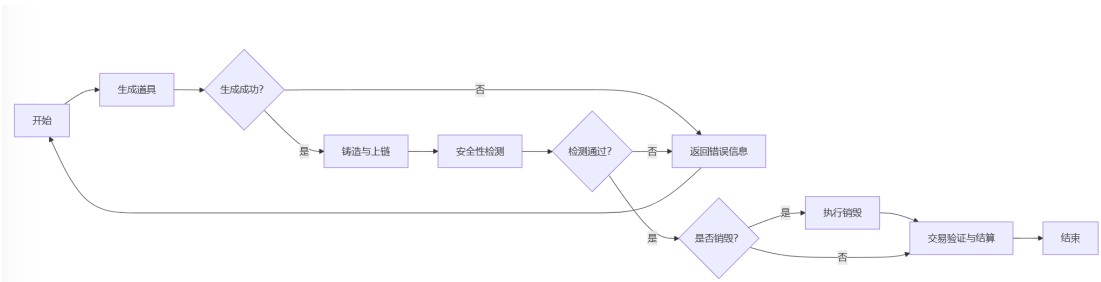 开始
生成道具
生成成功?
否
是
铸造与上链
安全性检测
检测通过?
否
返回错误信息
是
是否销毁?
是
执行销毁
否
交易验证与结算
结束